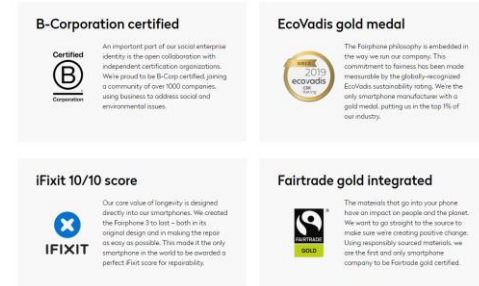 B-Corporation certified
Certified
B
Corporation
An important part of our social enterprise
identity is the open collaboration with
independent certification organizations.
We're proud to be B-Corp certified, joining
a community of over 1000 companies,
using business to address social and
environmental issues.
EcoVadis gold medal
GOLD
2019
ecovadis
CSR
Rating
The Fairphone philosophy is embedded in
the way we run our company. This
commitment to fairness has been made
measurable by the globally-recognized
EcoVadis sustainability rating. We're the
only smartphone manufacturer with a
gold medal, putting us in the top 1% of
our industry.
iFixit 10/10 score
IFIXIT
Our core value of longevity is designed
directly into our smartphones. We created
the Fairphone 3 to last – both in its
original design and in making the repair
as easy as possible. This made it the only
smartphone in the world to be awarded a
perfect iFixit score for repairability.
Fairtrade gold integrated
FAIRTRADE
GOLD
The materials that go into your phone
have an impact on people and the planet.
We want to go straight to the source to
make sure we're creating positive change.
Using responsibly sourced materials, we
are the first and only smartphone
company to be Fairtrade gold certified.